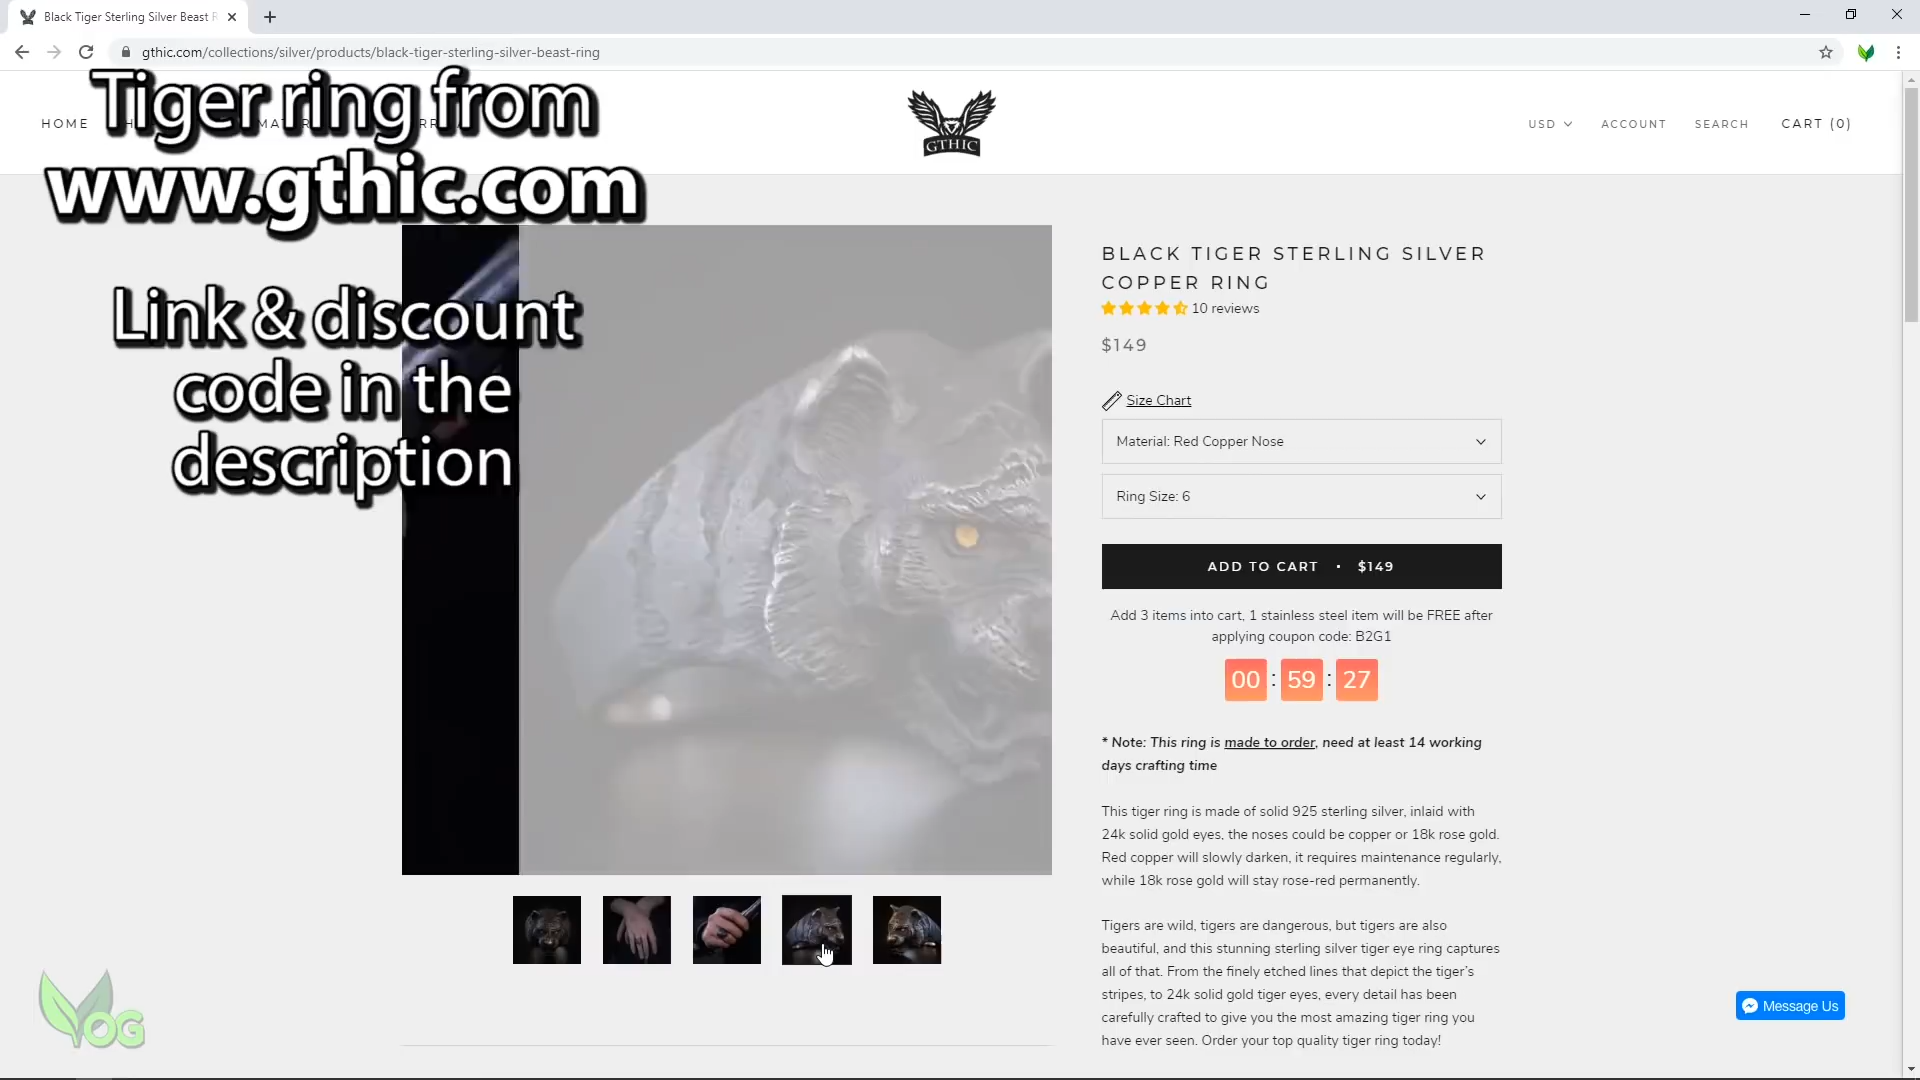 Black Tiger Sterling Silver Beast R
gthic.com/collections/silver/products/black-tiger-sterling-silver-beast-ring
Tiger ring from
www.gthic.com
Link & discount
code in the
description
HOME
GTHIC
USD
ACCOUNT
SEARCH
CART (0)
BLACK TIGER STERLING SILVER
COPPER RING
10 reviews
$149
Size Chart
Material: Red Copper Nose
Ring Size: 6
ADD TO CART • $149
Add 3 items into cart, 1 stainless steel item will be FREE after
applying coupon code: B2G1
00 : 59 : 27
* Note: This ring is made to order, need at least 14 working
days crafting time
This tiger ring is made of solid 925 sterling silver, inlaid with
24k solid gold eyes, the noses could be copper or 18k rose gold.
Red copper will slowly darken, it requires maintenance regularly,
while 18k rose gold will stay rose-red permanently.
Tigers are wild, tigers are dangerous, but tigers are also
beautiful, and this stunning sterling silver tiger eye ring captures
all of that. From the finely etched lines that depict the tiger's
stripes, to 24k solid gold tiger eyes, every detail has been
carefully crafted to give you the most amazing tiger ring you
have ever seen. Order your top quality tiger ring today!
Message Us
VOG